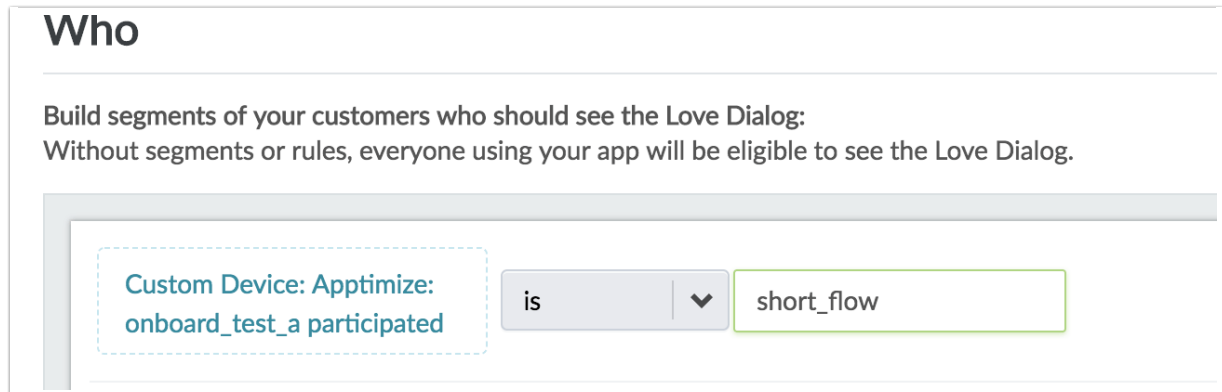 Who
Build segments of your customers who should see the Love Dialog:
Without segments or rules, everyone using your app will be eligible to see the Love Dialog.
Custom Device: Apptimize:
onboard_test_a participated
is
short_flow